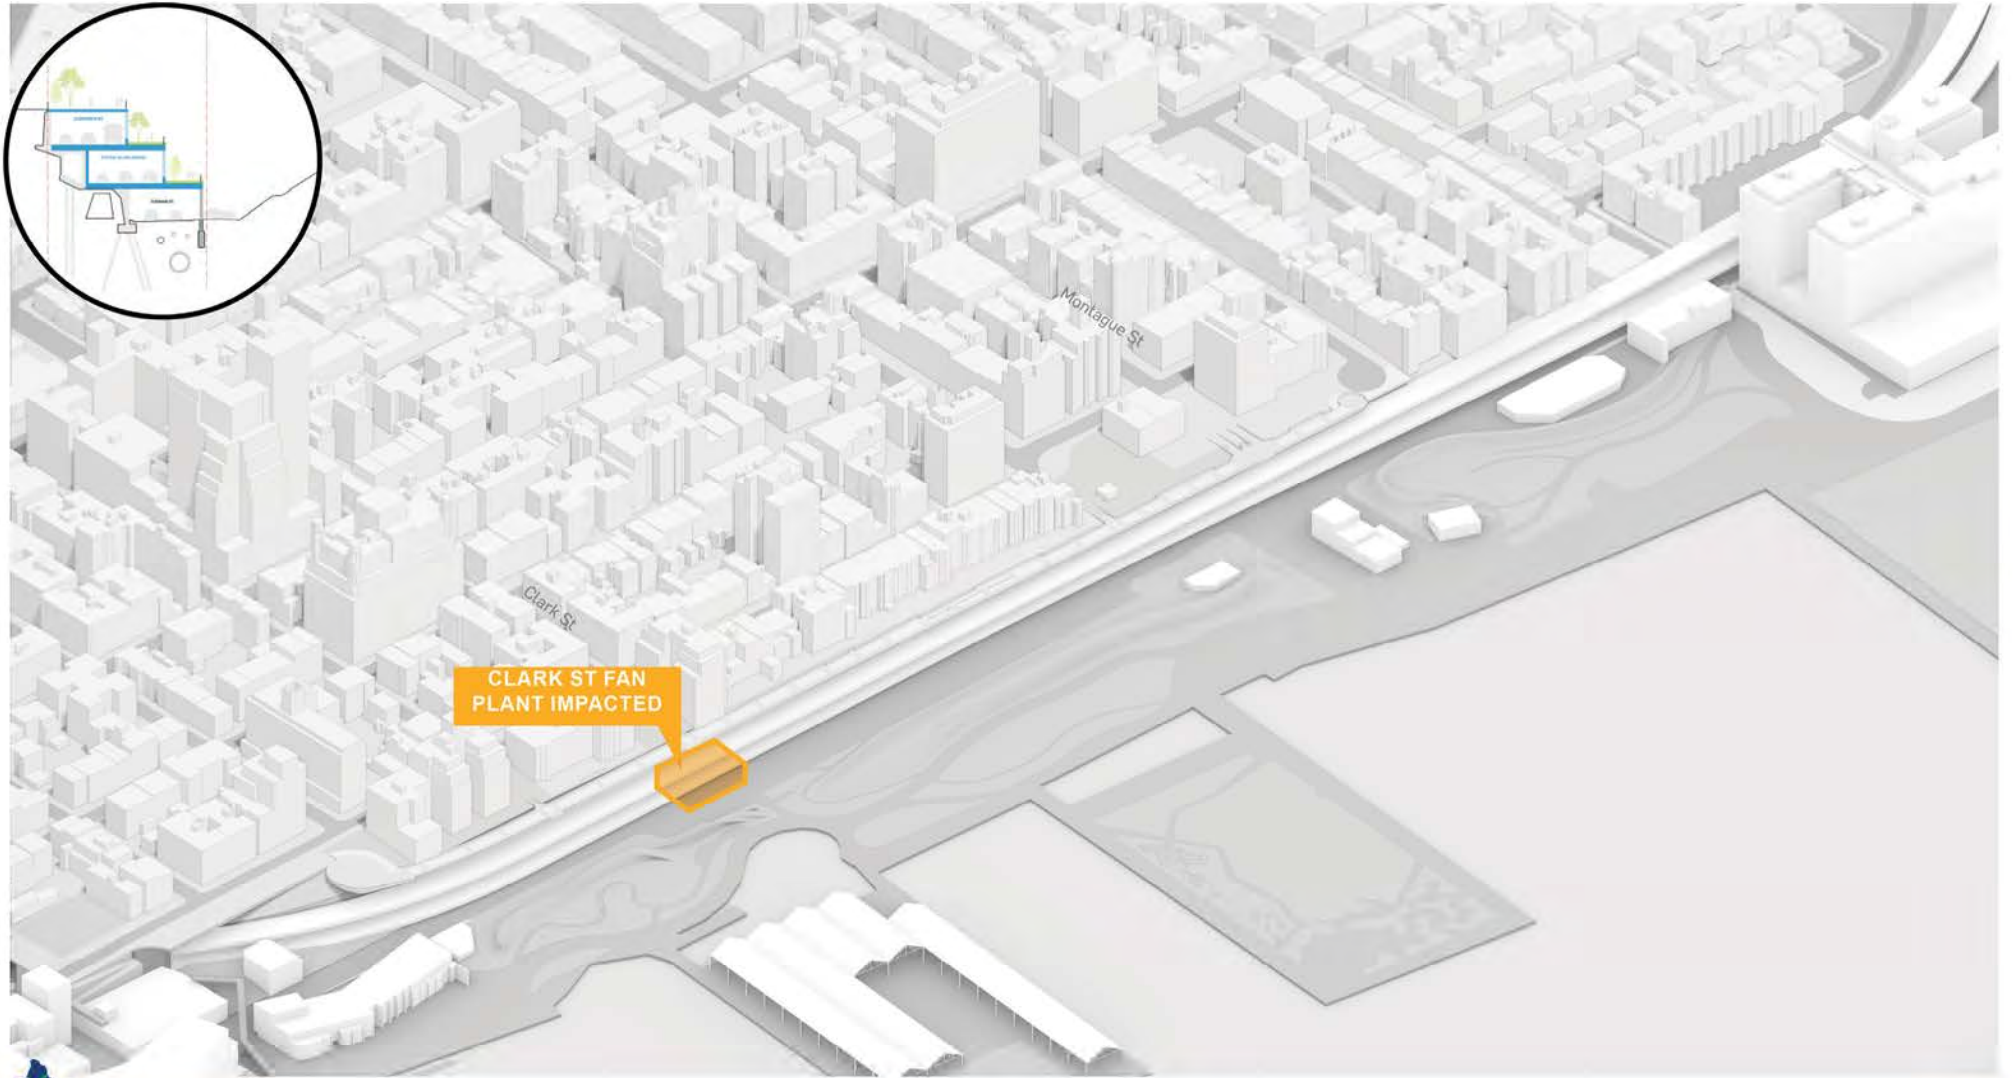 Montague St
Clark St
CLARK ST FAN
PLANT IMPACTED